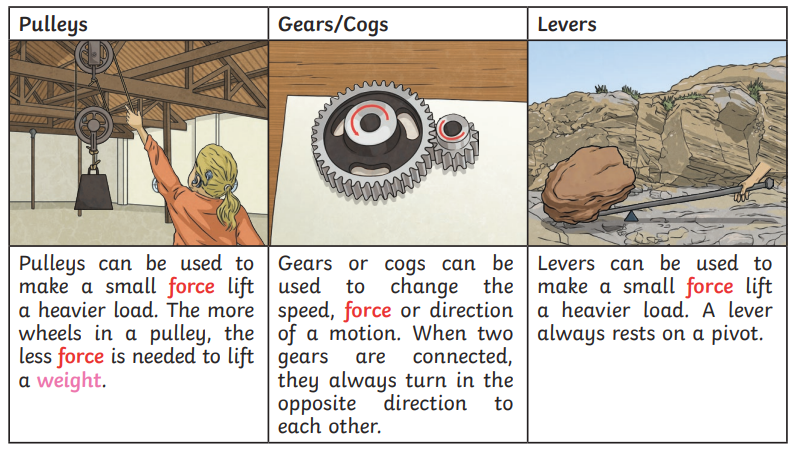 Pulleys
Pulleys can be used to
make a small force lift
a heavier load. The more
wheels in a pulley, the
less force is needed to lift
a weight.
Gears/Cogs
Gears or cogs can be
used to change the
speed, force or direction
of a motion. When two
gears are connected,
they always turn in the
opposite direction to
each other.
Levers
Levers can be used to
make a small force lift
a heavier load. A lever
always rests on a pivot.